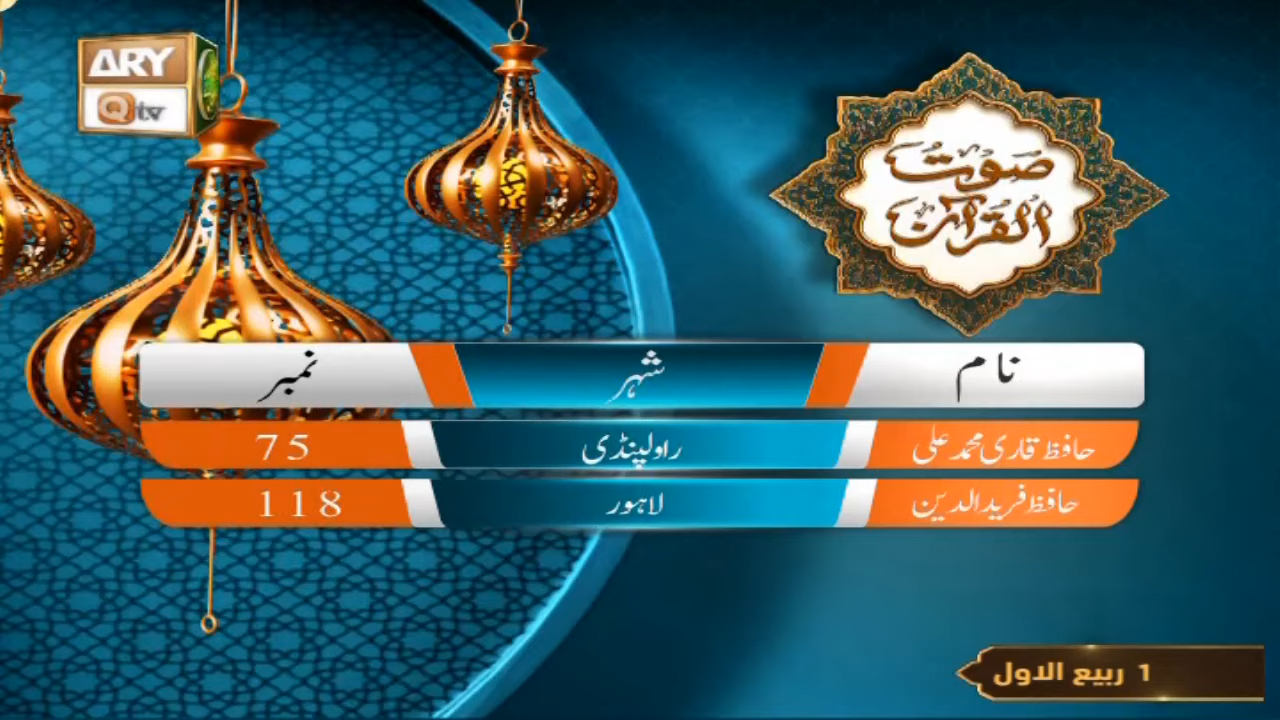 ARY
Qtv
صوت
القرآن
نام شہر نمبر
حافظ قاری محمد علی راولپنڈی 75
حافظ فرید الدین لاہور 118
1 ربیع الاول